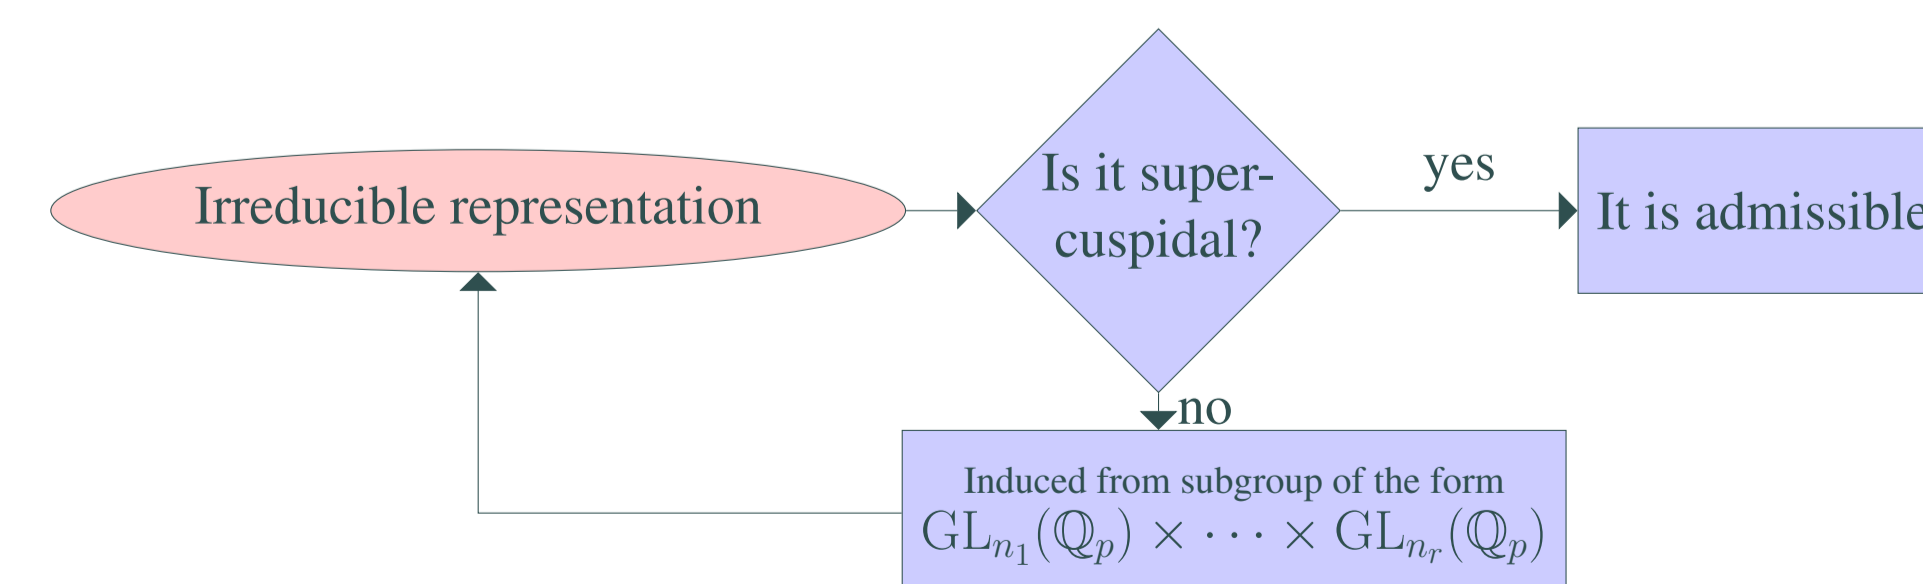 Irreducible representation
Is it super-
cuspidal?
yes
It is admissible
no
Induced from subgroup of the form
GL_{n_1}(ℚ_p) × ⋯ × GL_{n_r}(ℚ_p)